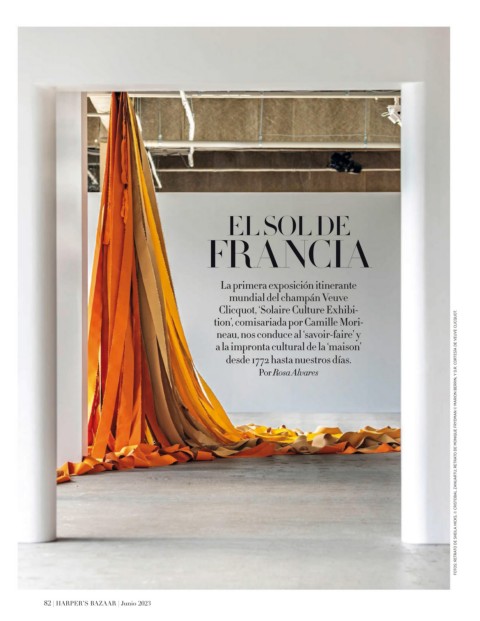 EL SOL DE
FRANCIA
La primera exposición itinerante
mundial del champán Veuve
Clicquot, 'Solaire Culture Exhibi-
tion', comisariada por Camille Mori-
neau, nos conduce al 'savoir-faire' y
a la impronta cultural de la 'maison'
desde 1772 hasta nuestros días.
Por Rosa Alvares
82 | HARPER'S BAZAAR | Junio 2023